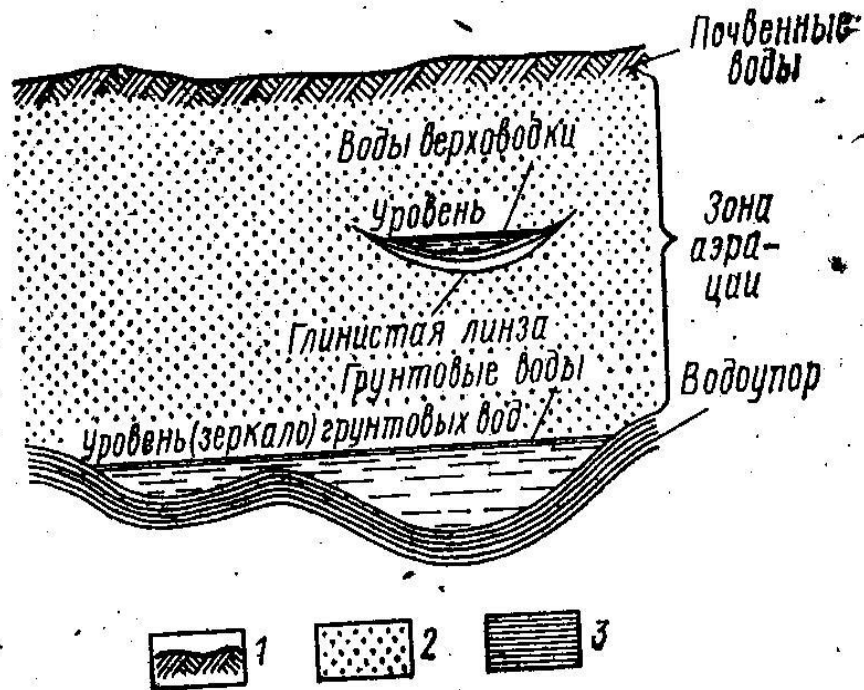 Почвенные
воды
Воды верховодки
Уровень
Зона
аэра-
ции
Глинистая линза
Грунтовые воды
Водоупор
Уровень (зеркало) грунтовых вод
1
2
3